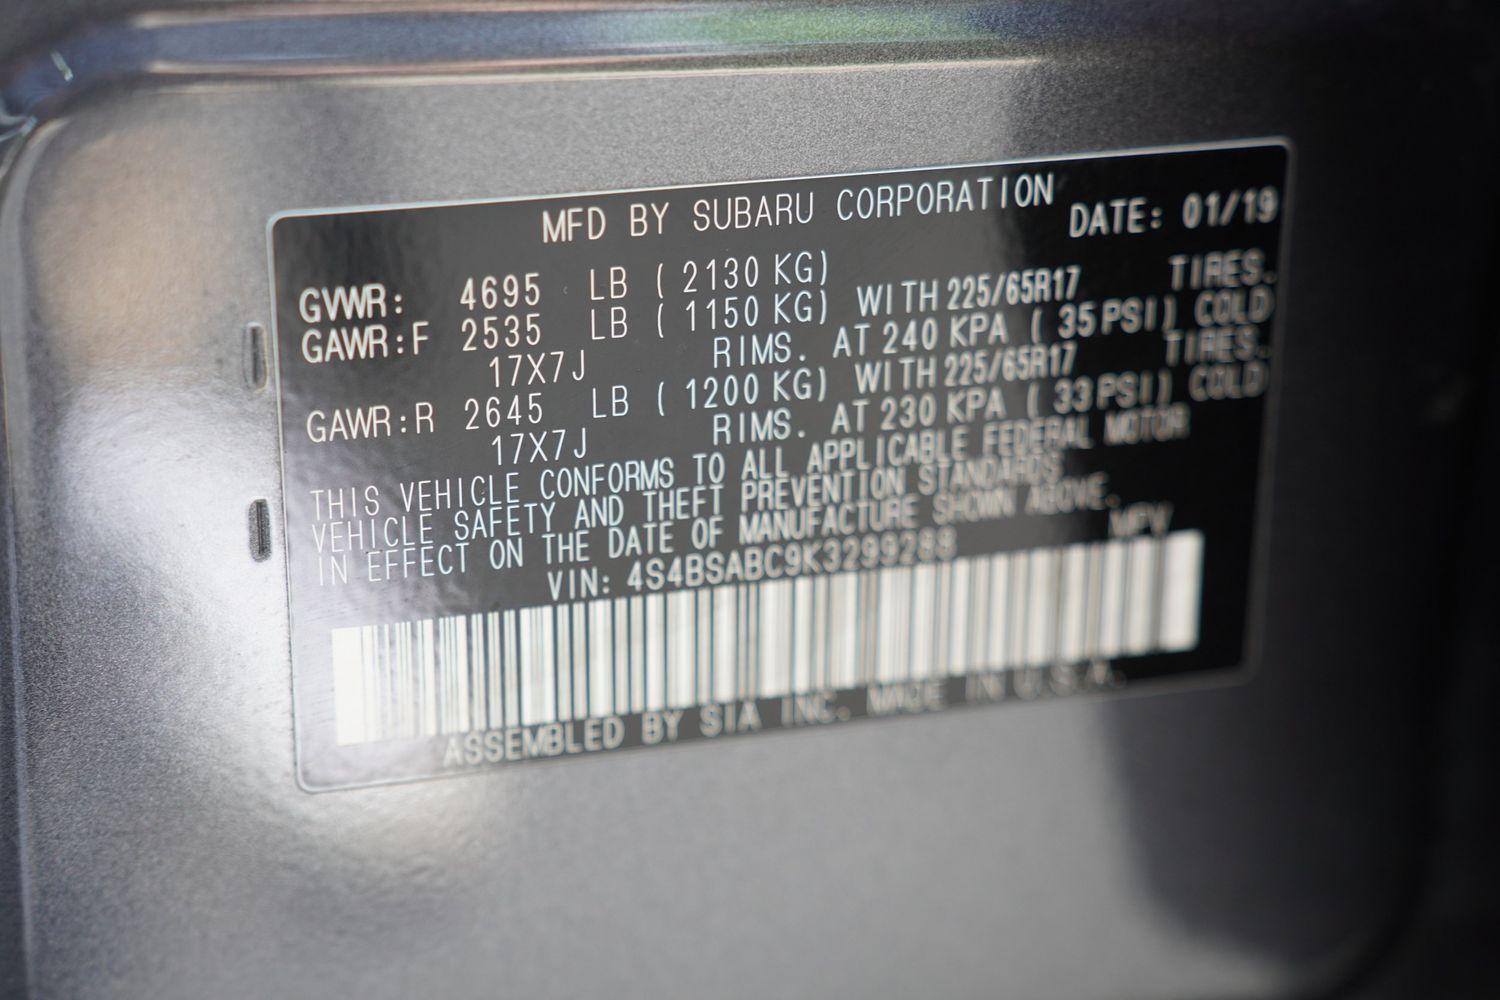 MFD BY SUBARU CORPORATION DATE: 01/19
GVWR: 4695 LB ( 2130 KG)
GAWR:F 2535 LB ( 1150 KG) WITH 225/65R17 TIRES.
17X7J RIMS. AT 240 KPA ( 35 PSI) COLD
GAWR:R 2645 LB ( 1200 KG) WITH 225/65R17 TIRES.
17X7J RIMS. AT 230 KPA ( 33 PSI) COLD
THIS VEHICLE CONFORMS TO ALL APPLICABLE FEDERAL MOTOR
VEHICLE SAFETY AND THEFT PREVENTION STANDARDS
IN EFFECT ON THE DATE OF MANUFACTURE SHOWN ABOVE.
VIN: 4S4BSABC9K3299288 MPV
ASSEMBLED BY SIA INC. MADE IN U.S.A.